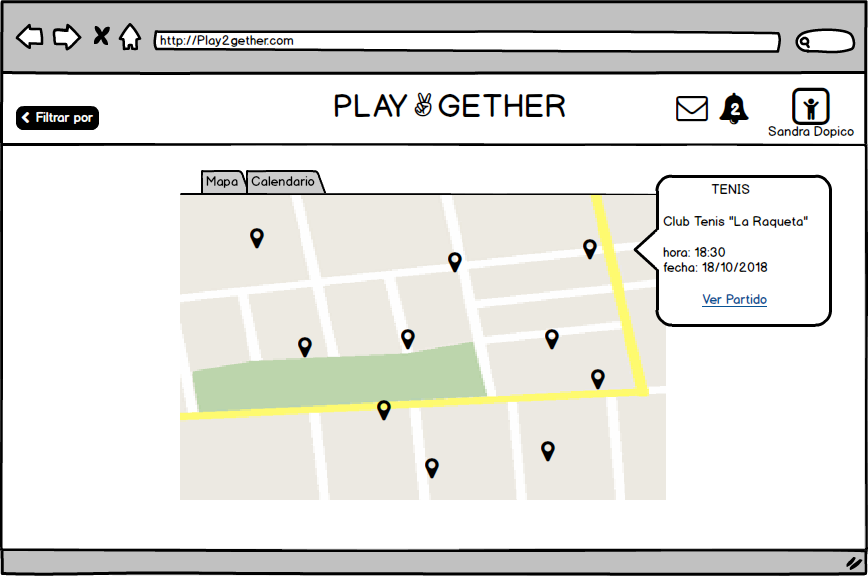 http://Play2gether.com
Filtrar por
PLAY✌GETHER
2
Sandra Dopico
Mapa
Calendario
TENIS
Club Tenis "La Raqueta"
hora: 18:30
fecha: 18/10/2018
Ver Partido